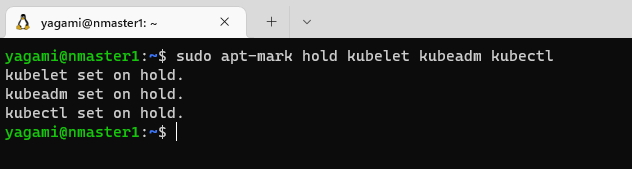 yagami@nmaster1: ~
yagami@nmaster1:~$ sudo apt-mark hold kubelet kubeadm kubectl
kubelet set on hold.
kubeadm set on hold.
kubectl set on hold.
yagami@nmaster1:~$